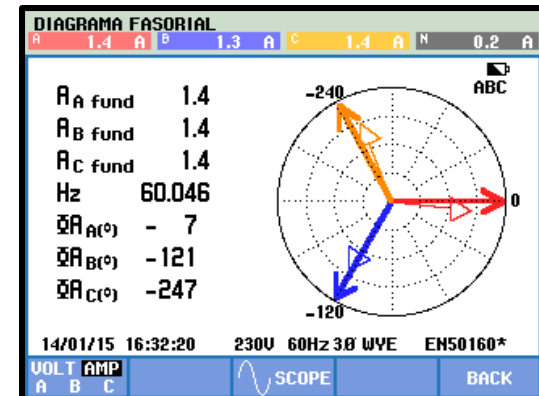 DIAGRAMA FASORIAL
A 1.4 A B 1.3 A C 1.4 A N 0.2 A
ABC
AA fund 1.4
AB fund 1.4
AC fund 1.4
Hz 60.046
ΦAA(°) - 7
ΦAB(°) -121
ΦAC(°) -247
-240
0
-120
14/01/15 16:32:20 230V 60Hz 3Ø WYE EN50160*
VOLT AMP
A B C
SCOPE
BACK